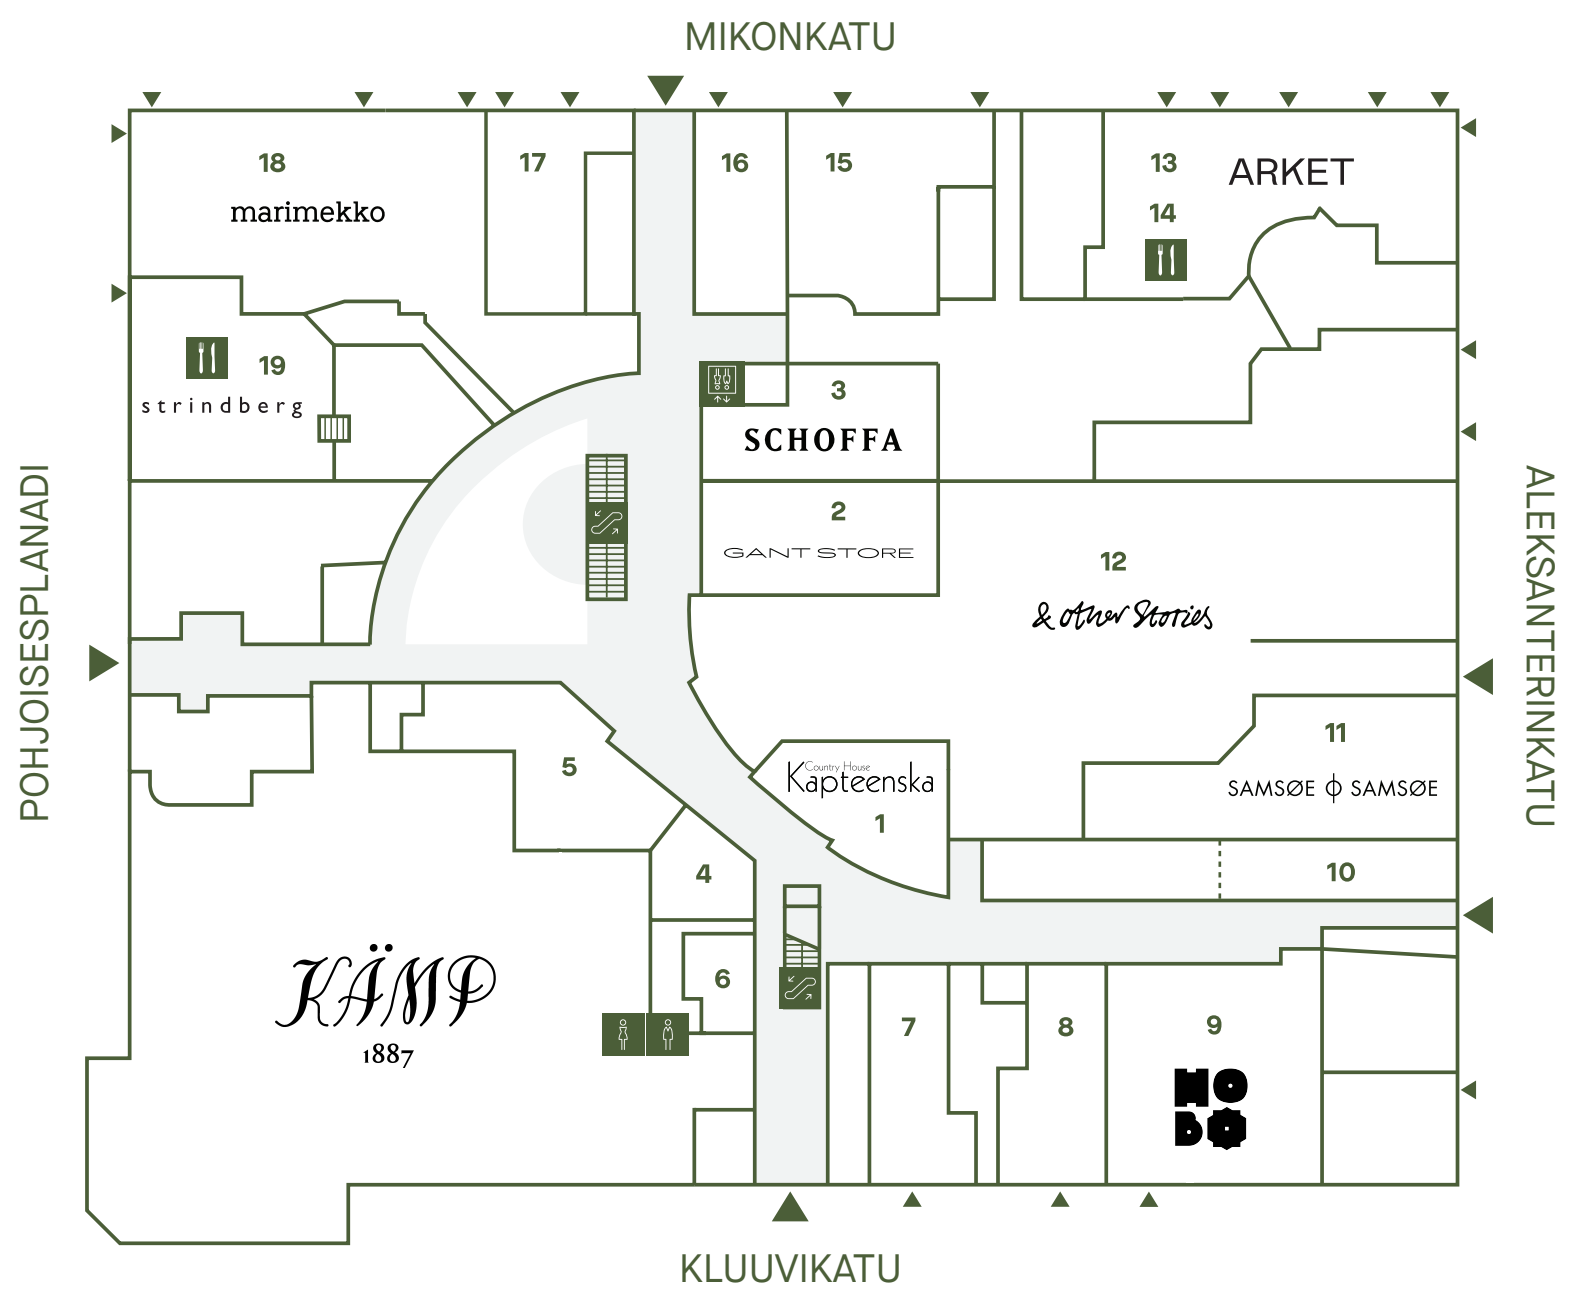 MIKONKATU
18
17
16
15
13
ARKET
14
marimekko
19
strindberg
3
SCHOFFA
2
GANT STORE
12
& other Stories
POHJOISESPLANADI
ALEKSANTERINKATU
11
SAMSØE ϕ SAMSØE
5
Country House
Kapteenska
1
4
10
6
KÄMP
1887
7
8
9
HOBO
KLUUVIKATU